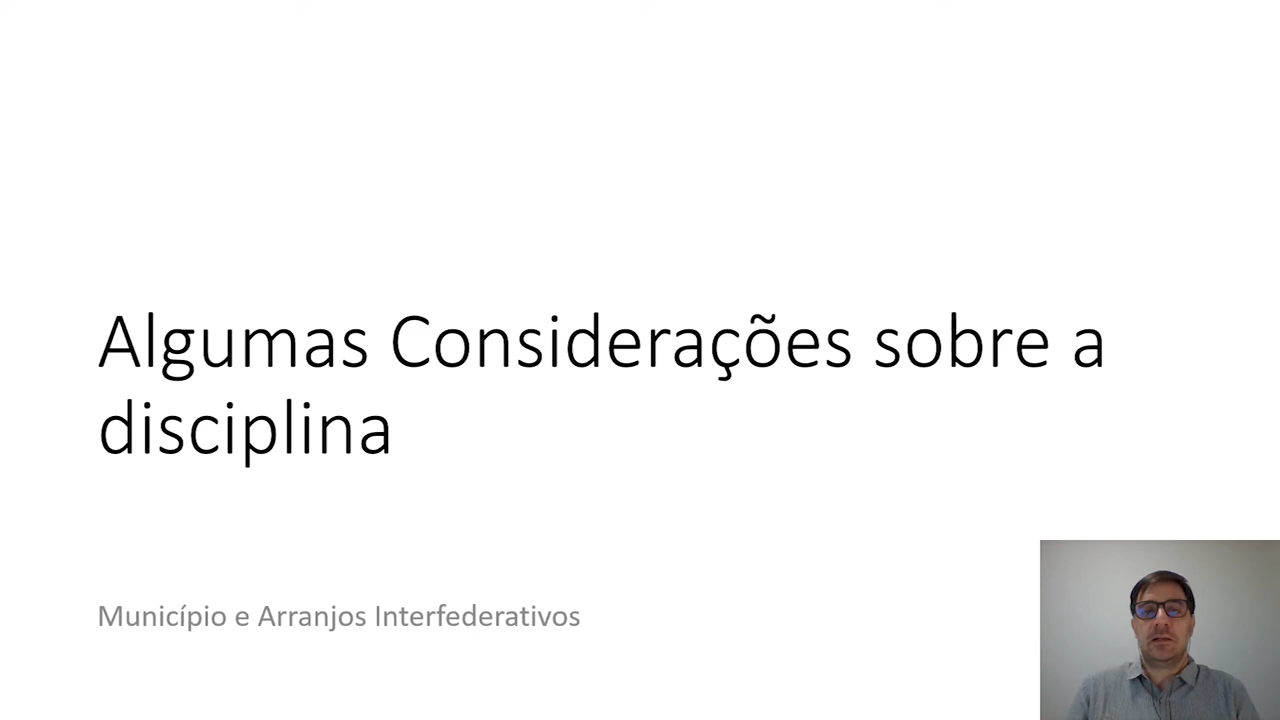 Algumas Considerações sobre a
disciplina
Município e Arranjos Interfederativos